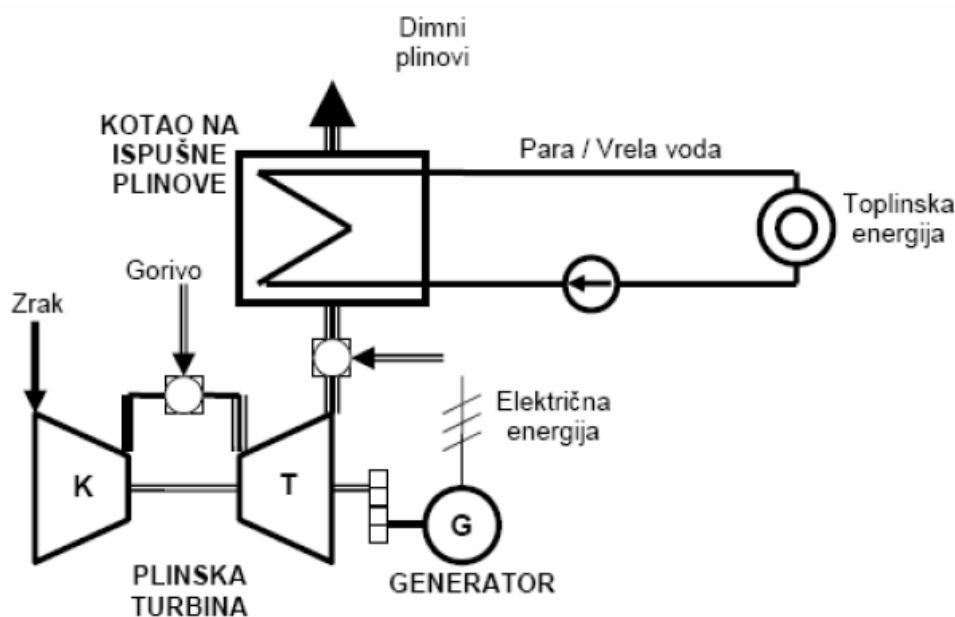 Dimni
plinovi
KOTAO NA
ISPUŠNE
PLINOVE
Para / Vrela voda
Toplinska
energija
Gorivo
Zrak
Električna
energija
K
T
G
PLINSKA
TURBINA
GENERATOR